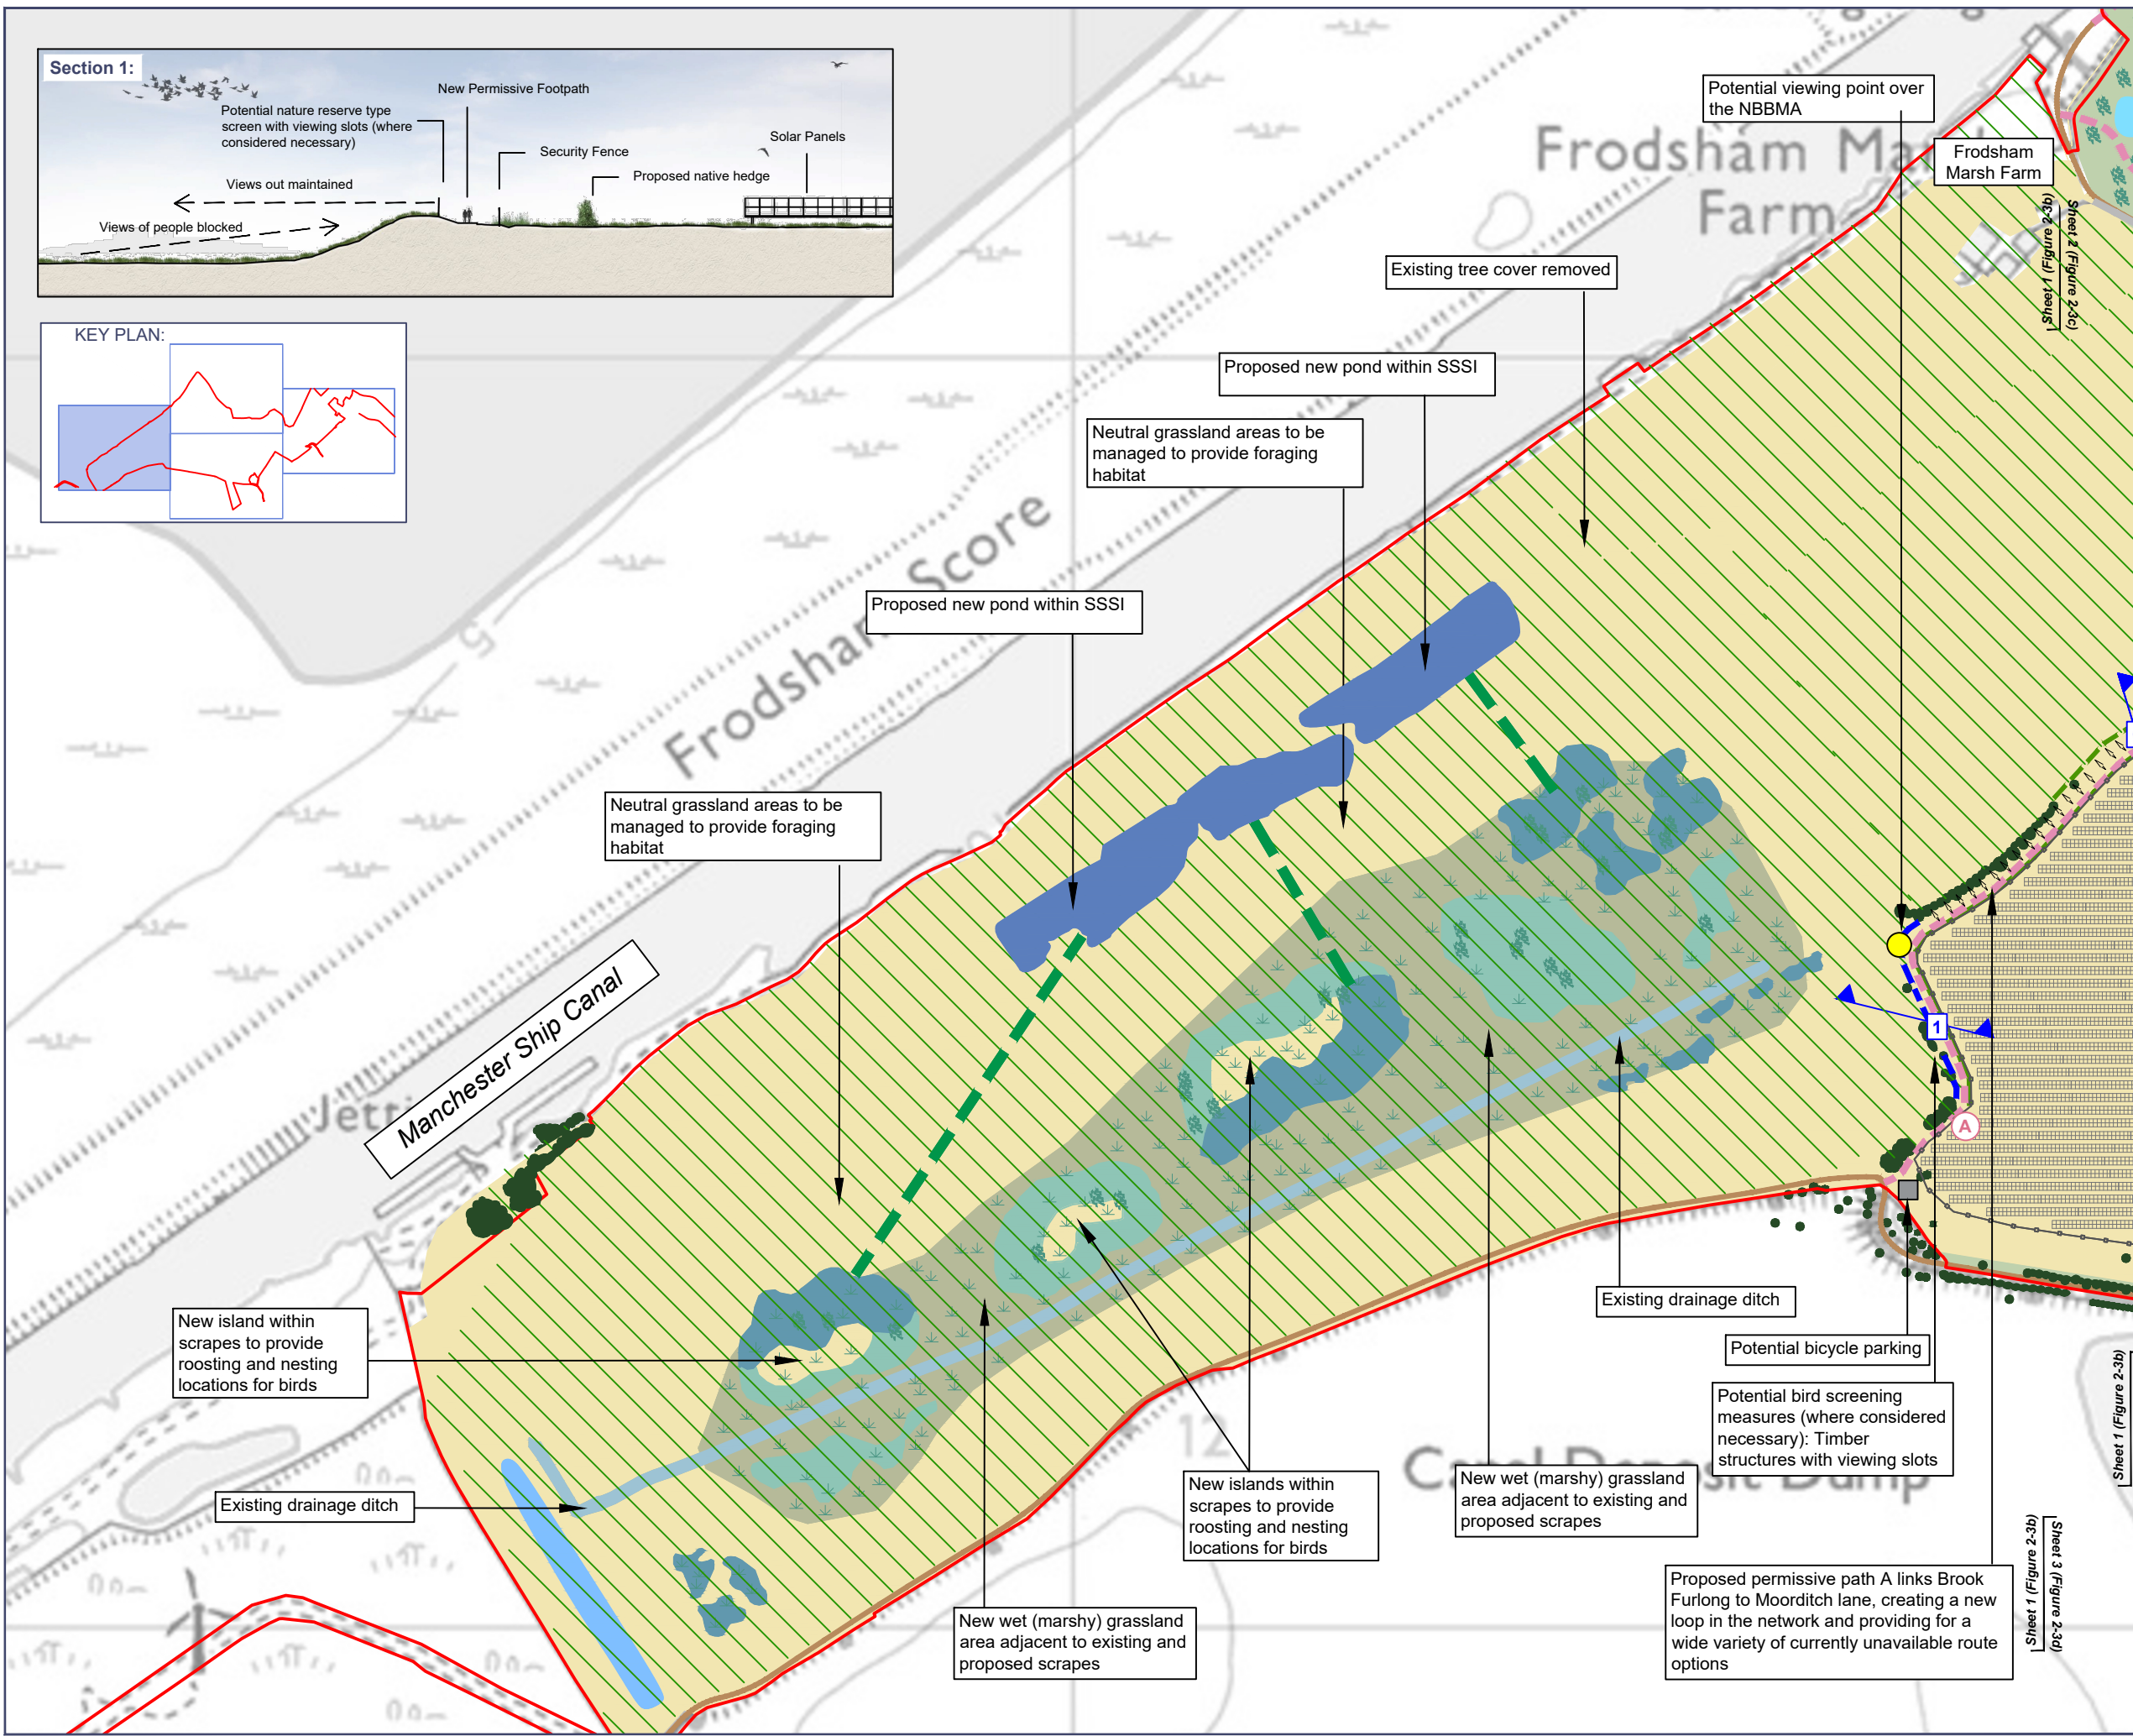 Section 1:
New Permissive Footpath
Potential nature reserve type
screen with viewing slots (where
considered necessary)
Solar Panels
Security Fence
Proposed native hedge
Views out maintained
Views of people blocked
KEY PLAN:
Potential viewing point over
the NBBMA
Frodsham
Marsh Farm
Farm
Sheet 1 (Figure 2-3b)
Sheet 2 (Figure 2-3c)
Existing tree cover removed
Proposed new pond within SSSI
Neutral grassland areas to be
managed to provide foraging
habitat
Frodsham Score
5
Proposed new pond within SSSI
Neutral grassland areas to be
managed to provide foraging
habitat
Manchester Ship Canal
1
A
New island within
scrapes to provide
roosting and nesting
locations for birds
Existing drainage ditch
Existing drainage ditch
Potential bicycle parking
Potential bird screening
measures (where considered
necessary): Timber
structures with viewing slots
12
New islands within
scrapes to provide
roosting and nesting
locations for birds
New wet (marshy) grassland
area adjacent to existing and
proposed scrapes
New wet (marshy) grassland
area adjacent to existing and
proposed scrapes
Proposed permissive path A links Brook
Furlong to Moorditch lane, creating a new
loop in the network and providing for a
wide variety of currently unavailable route
options
Sheet 1 (Figure 2-3b)
Sheet 1 (Figure 2-3b)
Sheet 3 (Figure 2-3d)